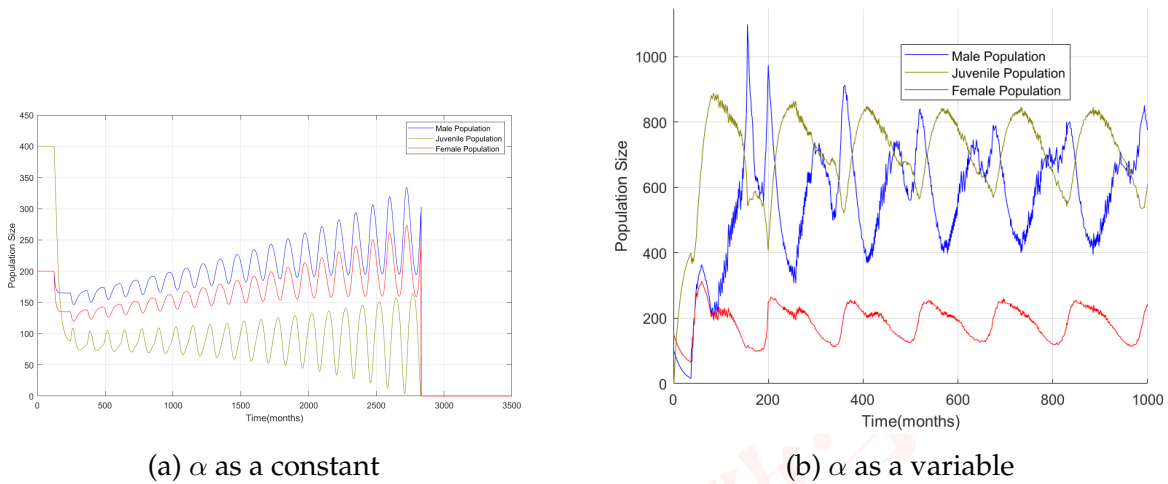 450
400
350
300
250
200
150
100
50
0
Population Size
0 500 1000 1500 2000 2500 3000 3500
Time(months)
Male Population
Juvenile Population
Female Population
(a) α as a constant
1000
800
600
400
200
0
Population Size
0 200 400 600 800 1000
Time(months)
Male Population
Juvenile Population
Female Population
(b) α as a variable